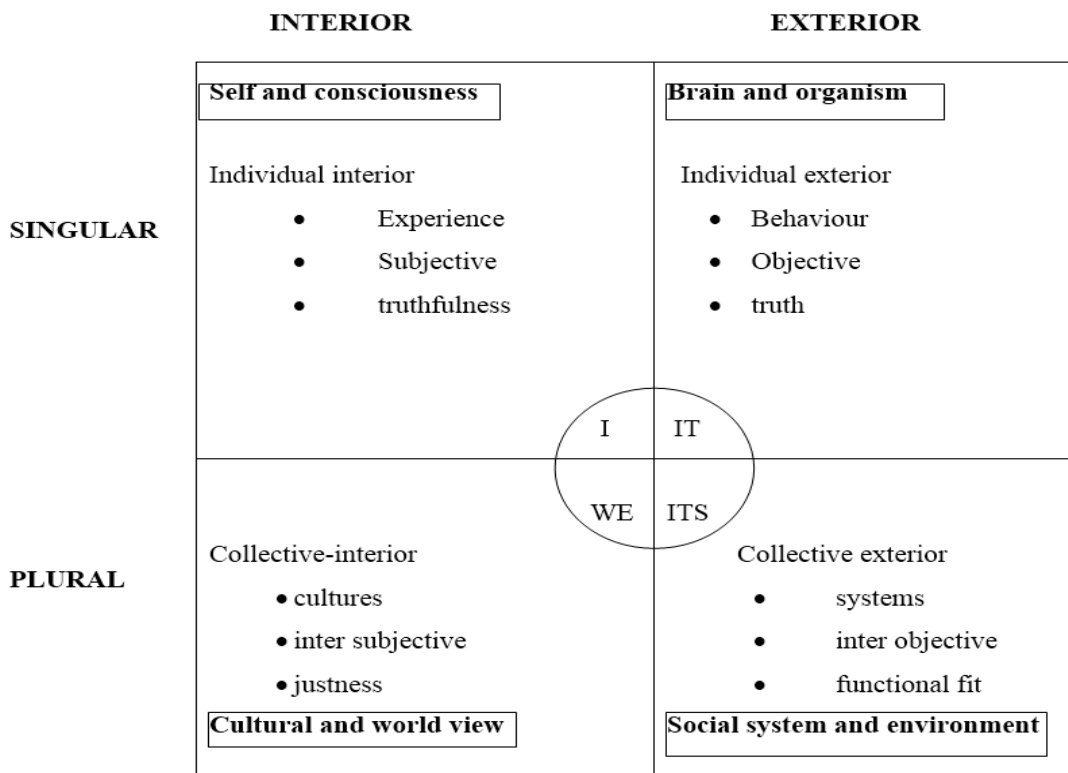 INTERIOR
EXTERIOR
Self and consciousness
Brain and organism
Individual interior
Individual exterior
• Experience
• Behaviour
SINGULAR
• Subjective
• Objective
• truthfulness
• truth
I
IT
WE
ITS
Collective-interior
Collective exterior
PLURAL
• cultures
• systems
• inter subjective
• inter objective
• justness
• functional fit
Cultural and world view
Social system and environment